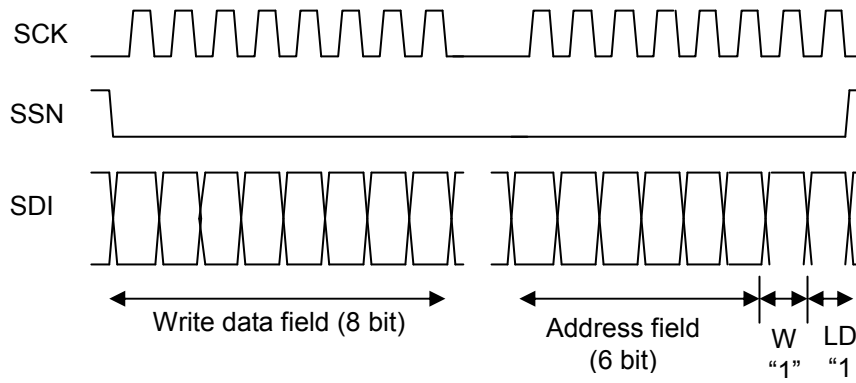 SCK
SSN
SDI
Write data field (8 bit)
Address field
(6 bit)
W
“1”
LD
“1